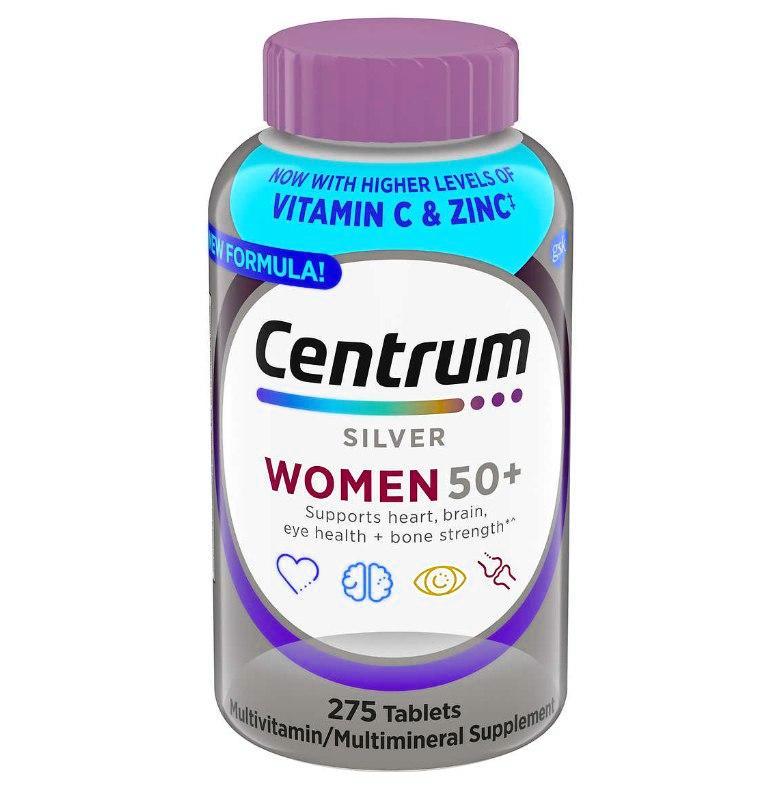 NOW WITH HIGHER LEVELS OF
VITAMIN C & ZINC‡
FORMULA!
gsk
Centrum
SILVER
WOMEN 50+
Supports heart, brain,
eye health + bone strength*^
275 Tablets
Multivitamin/Multimineral Supplement